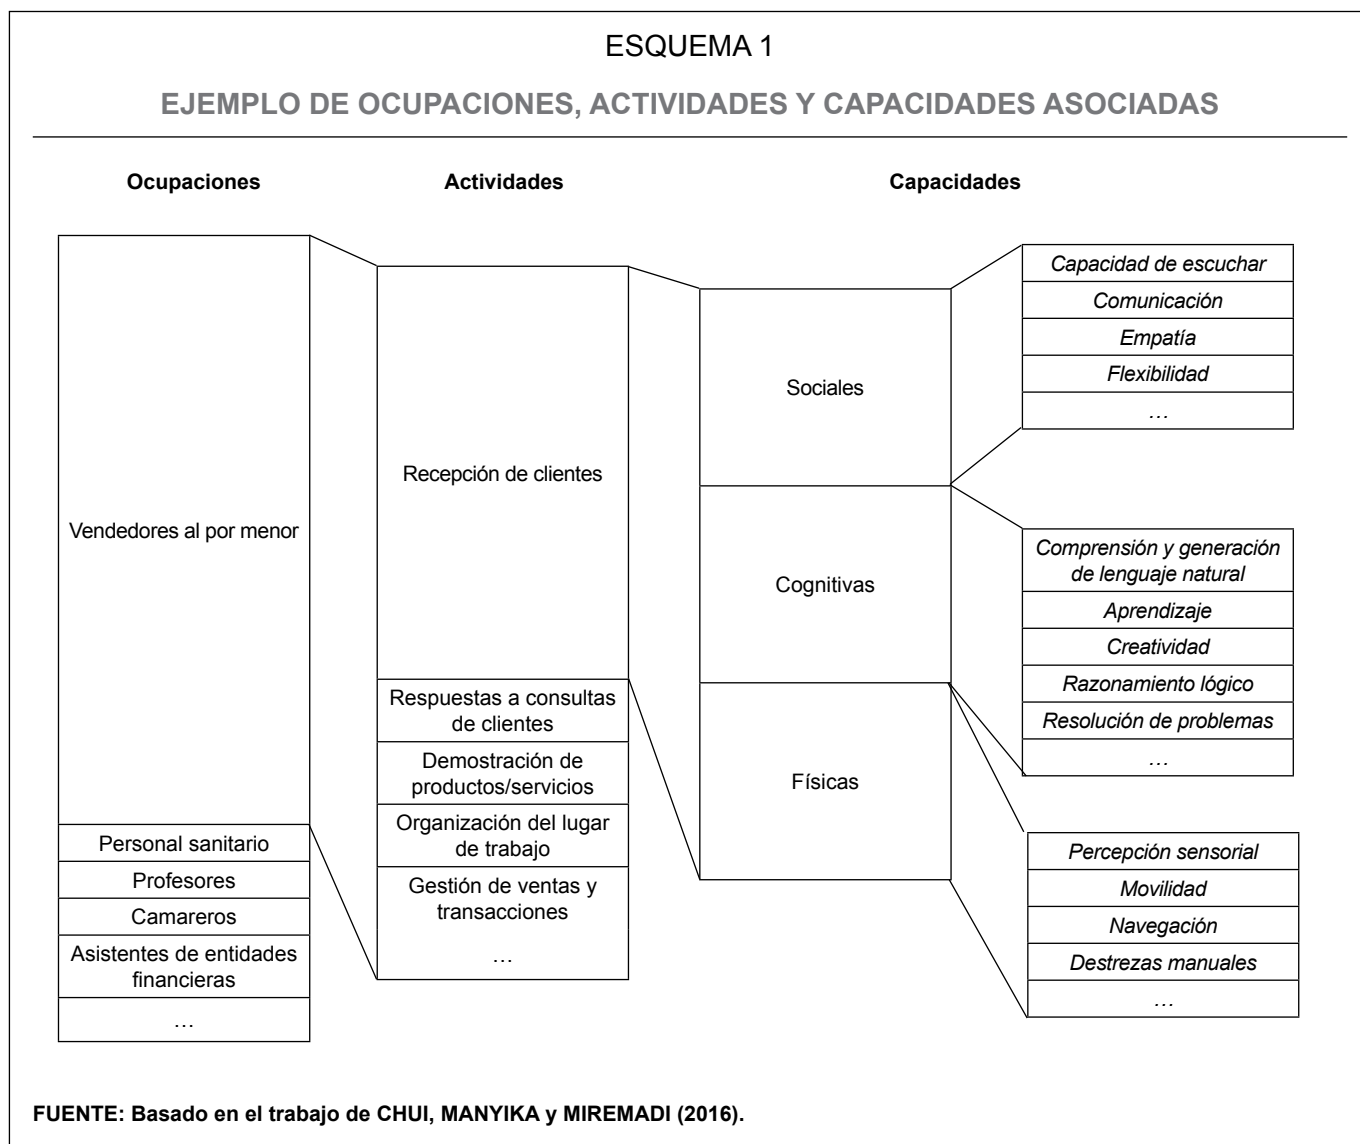 ESQUEMA 1
EJEMPLO DE OCUPACIONES, ACTIVIDADES Y CAPACIDADES ASOCIADAS
Ocupaciones
Vendedores al por menor
Personal sanitario
Profesores
Camareros
Asistentes de entidades
financieras
…
Actividades
Recepción de clientes
Respuestas a consultas
de clientes
Demostración de
productos/servicios
Organización del lugar
de trabajo
Gestión de ventas y
transacciones
…
Capacidades
Sociales
Cognitivas
Físicas
Capacidad de escuchar
Comunicación
Empatía
Flexibilidad
…
Comprensión y generación
de lenguaje natural
Aprendizaje
Creatividad
Razonamiento lógico
Resolución de problemas
…
Percepción sensorial
Movilidad
Navegación
Destrezas manuales
…
FUENTE: Basado en el trabajo de CHUI, MANYIKA y MIREMADI (2016).